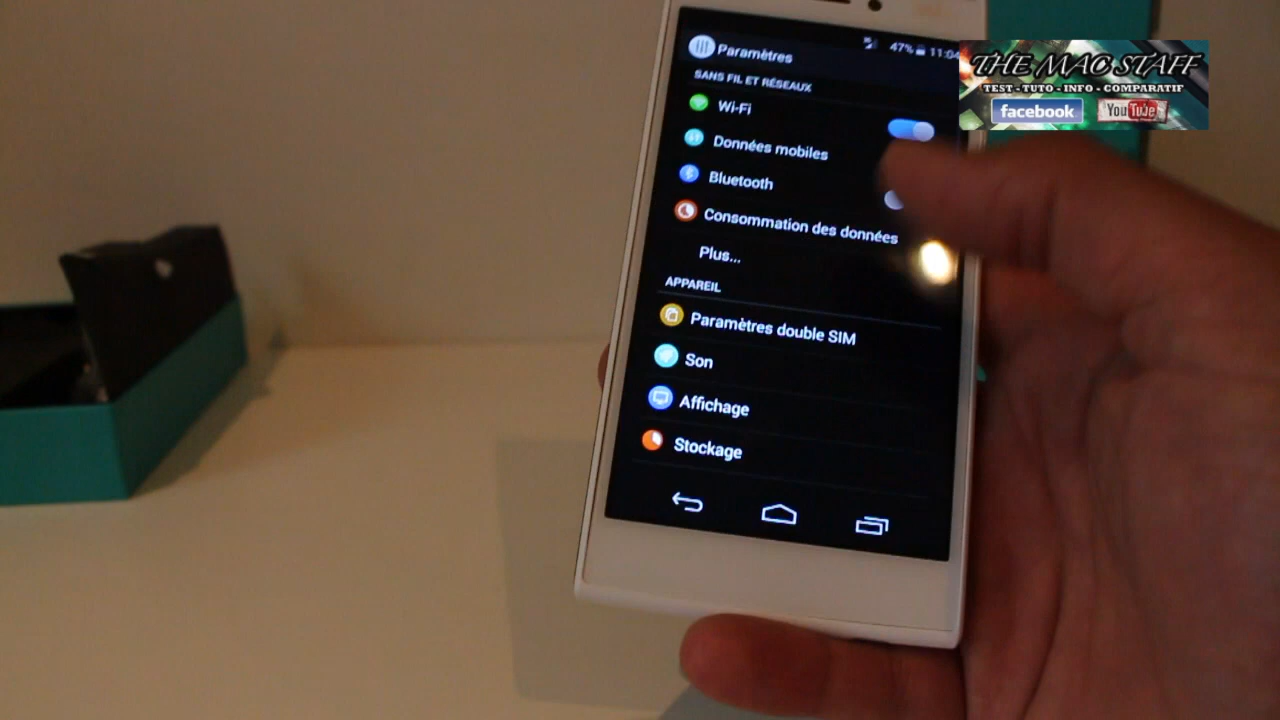 Paramètres
47%
SANS FIL ET RÉSEAUX
Wi-Fi
Données mobiles
Bluetooth
Consommation des données
Plus...
APPAREIL
Paramètres double SIM
Son
Affichage
Stockage
THE MAC STAFF
TEST - TUTO - INFO - COMPARATIF
facebook
YouTube